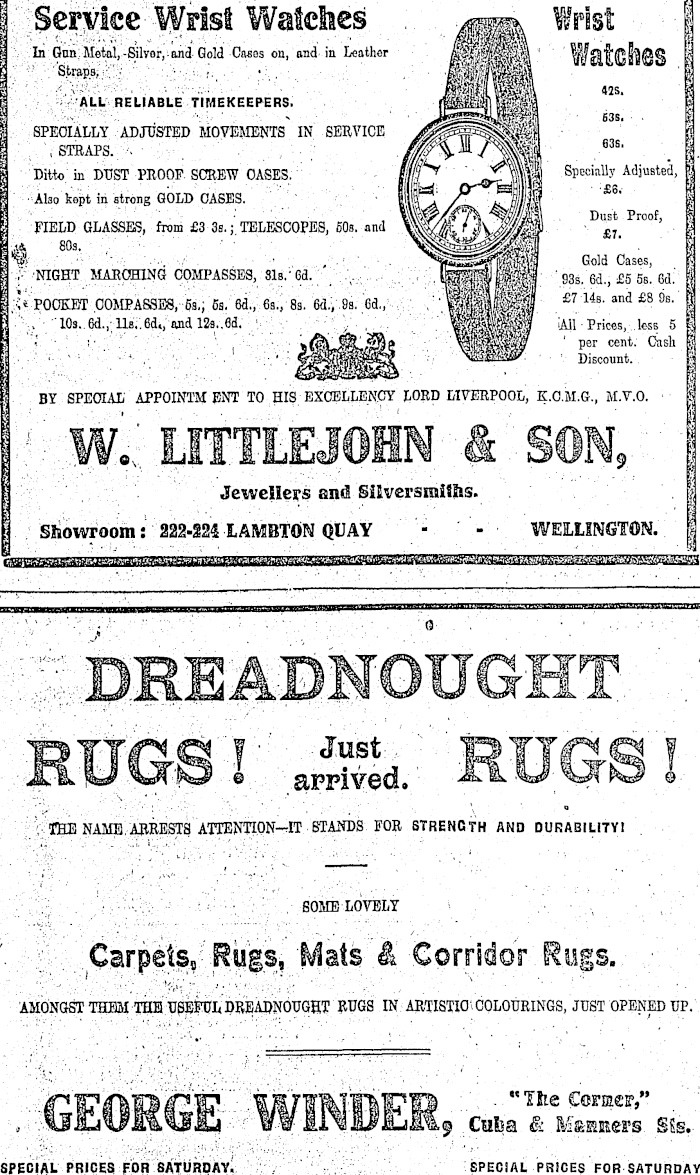 Service Wrist Watches
In Gun Metal, Silver, and Gold Cases on, and in Leather
Straps.
ALL RELIABLE TIMEKEEPERS.
SPECIALLY ADJUSTED MOVEMENTS IN SERVICE
STRAPS.
Ditto in DUST PROOF SCREW CASES.
Also kept in strong GOLD CASES.
FIELD GLASSES, from £3 3s.; TELESCOPES, 50s. and
80s.
NIGHT MARCHING COMPASSES, 31s. 6d.
POCKET COMPASSES, 5s.; 5s. 6d., 6s., 8s. 6d., 9s. 6d.,
10s. 6d., 11s. 6d., and 12s. 6d.
Wrist
Watches
42s.
53s.
63s.
Specially Adjusted,
£6.
Dust Proof,
£7.
Gold Cases,
93s. 6d., £5 5s. 6d.
£7 14s. and £8 9s.
All Prices, less 5
per cent. Cash
Discount.
BY SPECIAL APPOINTM ENT TO HIS EXCELLENCY LORD LIVERPOOL, K.C.M.G., M.V.O.
W. LITTLEJOHN & SON,
Jewellers and Silversmiths.
Showroom: 222-224 LAMBTON QUAY - - WELLINGTON.
DREADNOUGHT
RUGS! Just arrived. RUGS!
THE NAME ARRESTS ATTENTION—IT STANDS FOR STRENGTH AND DURABILITY!
SOME LOVELY
Carpets, Rugs, Mats & Corridor Rugs.
AMONGST THEM THE USEFUL DREADNOUGHT RUGS IN ARTISTIC COLOURINGS, JUST OPENED UP.
GEORGE WINDER, "The Corner,"
Cuba & Manners Sts.
SPECIAL PRICES FOR SATURDAY. SPECIAL PRICES FOR SATURDAY